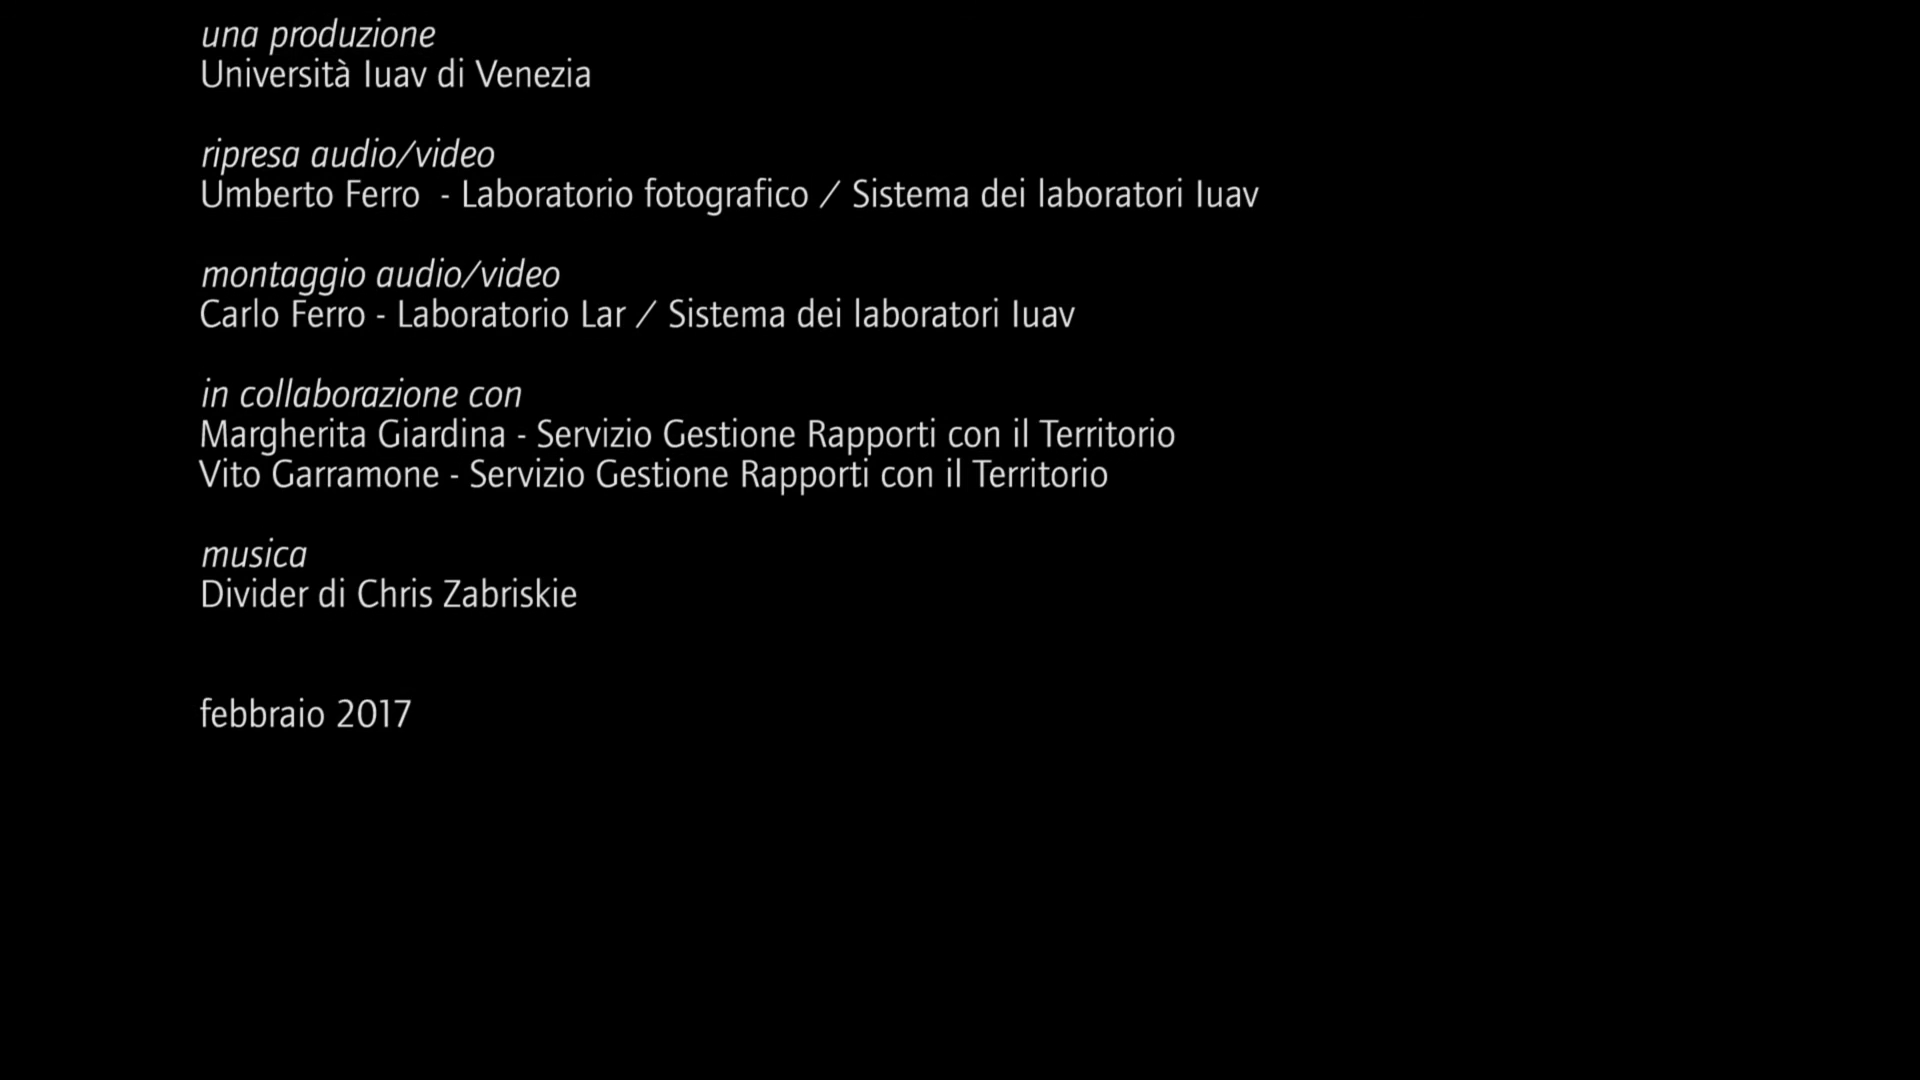 una produzione
Università Iuav di Venezia
ripresa audio/video
Umberto Ferro - Laboratorio fotografico / Sistema dei laboratori Iuav
montaggio audio/video
Carlo Ferro - Laboratorio Lar / Sistema dei laboratori Iuav
in collaborazione con
Margherita Giardina - Servizio Gestione Rapporti con il Territorio
Vito Garramone - Servizio Gestione Rapporti con il Territorio
musica
Divider di Chris Zabriskie
febbraio 2017